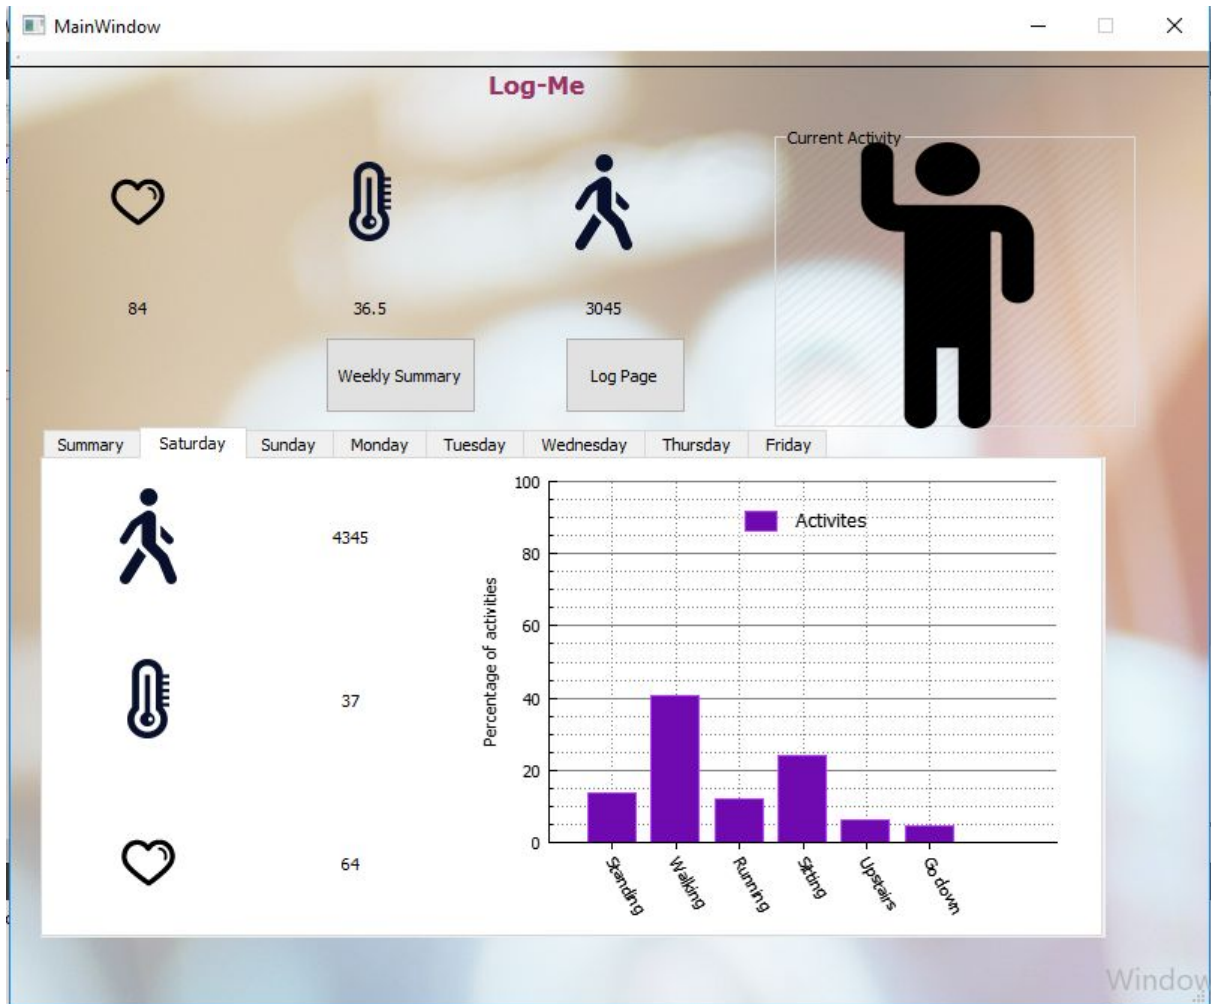 MainWindow
Log-Me
Current Activity
84
36.5
3045
Weekly Summary
Log Page
Summary
Saturday
Sunday
Monday
Tuesday
Wednesday
Thursday
Friday
4345
37
64
100
80
60
40
20
0
Percentage of activities
Activites
Standing
Walking
Running
Sitting
Upstairs
Go down